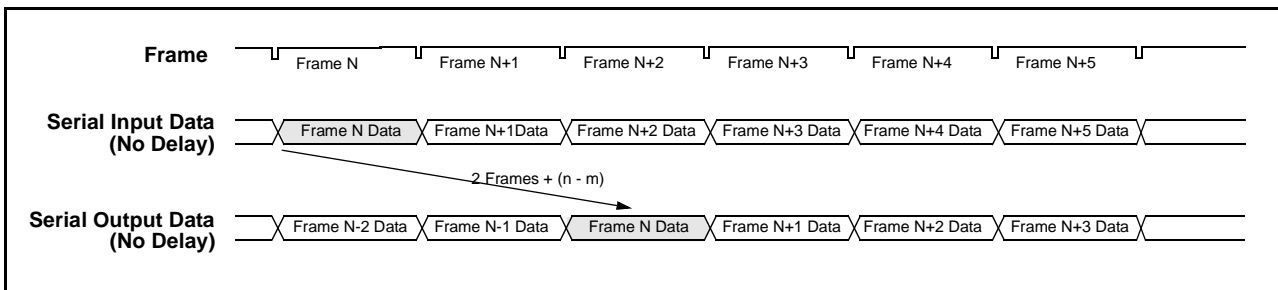 Frame
Frame N Frame N+1 Frame N+2 Frame N+3 Frame N+4 Frame N+5
Serial Input Data
(No Delay)
Frame N Data Frame N+1Data Frame N+2 Data Frame N+3 Data Frame N+4 Data Frame N+5 Data
2 Frames + (n - m)
Serial Output Data
(No Delay)
Frame N-2 Data Frame N-1 Data Frame N Data Frame N+1 Data Frame N+2 Data Frame N+3 Data